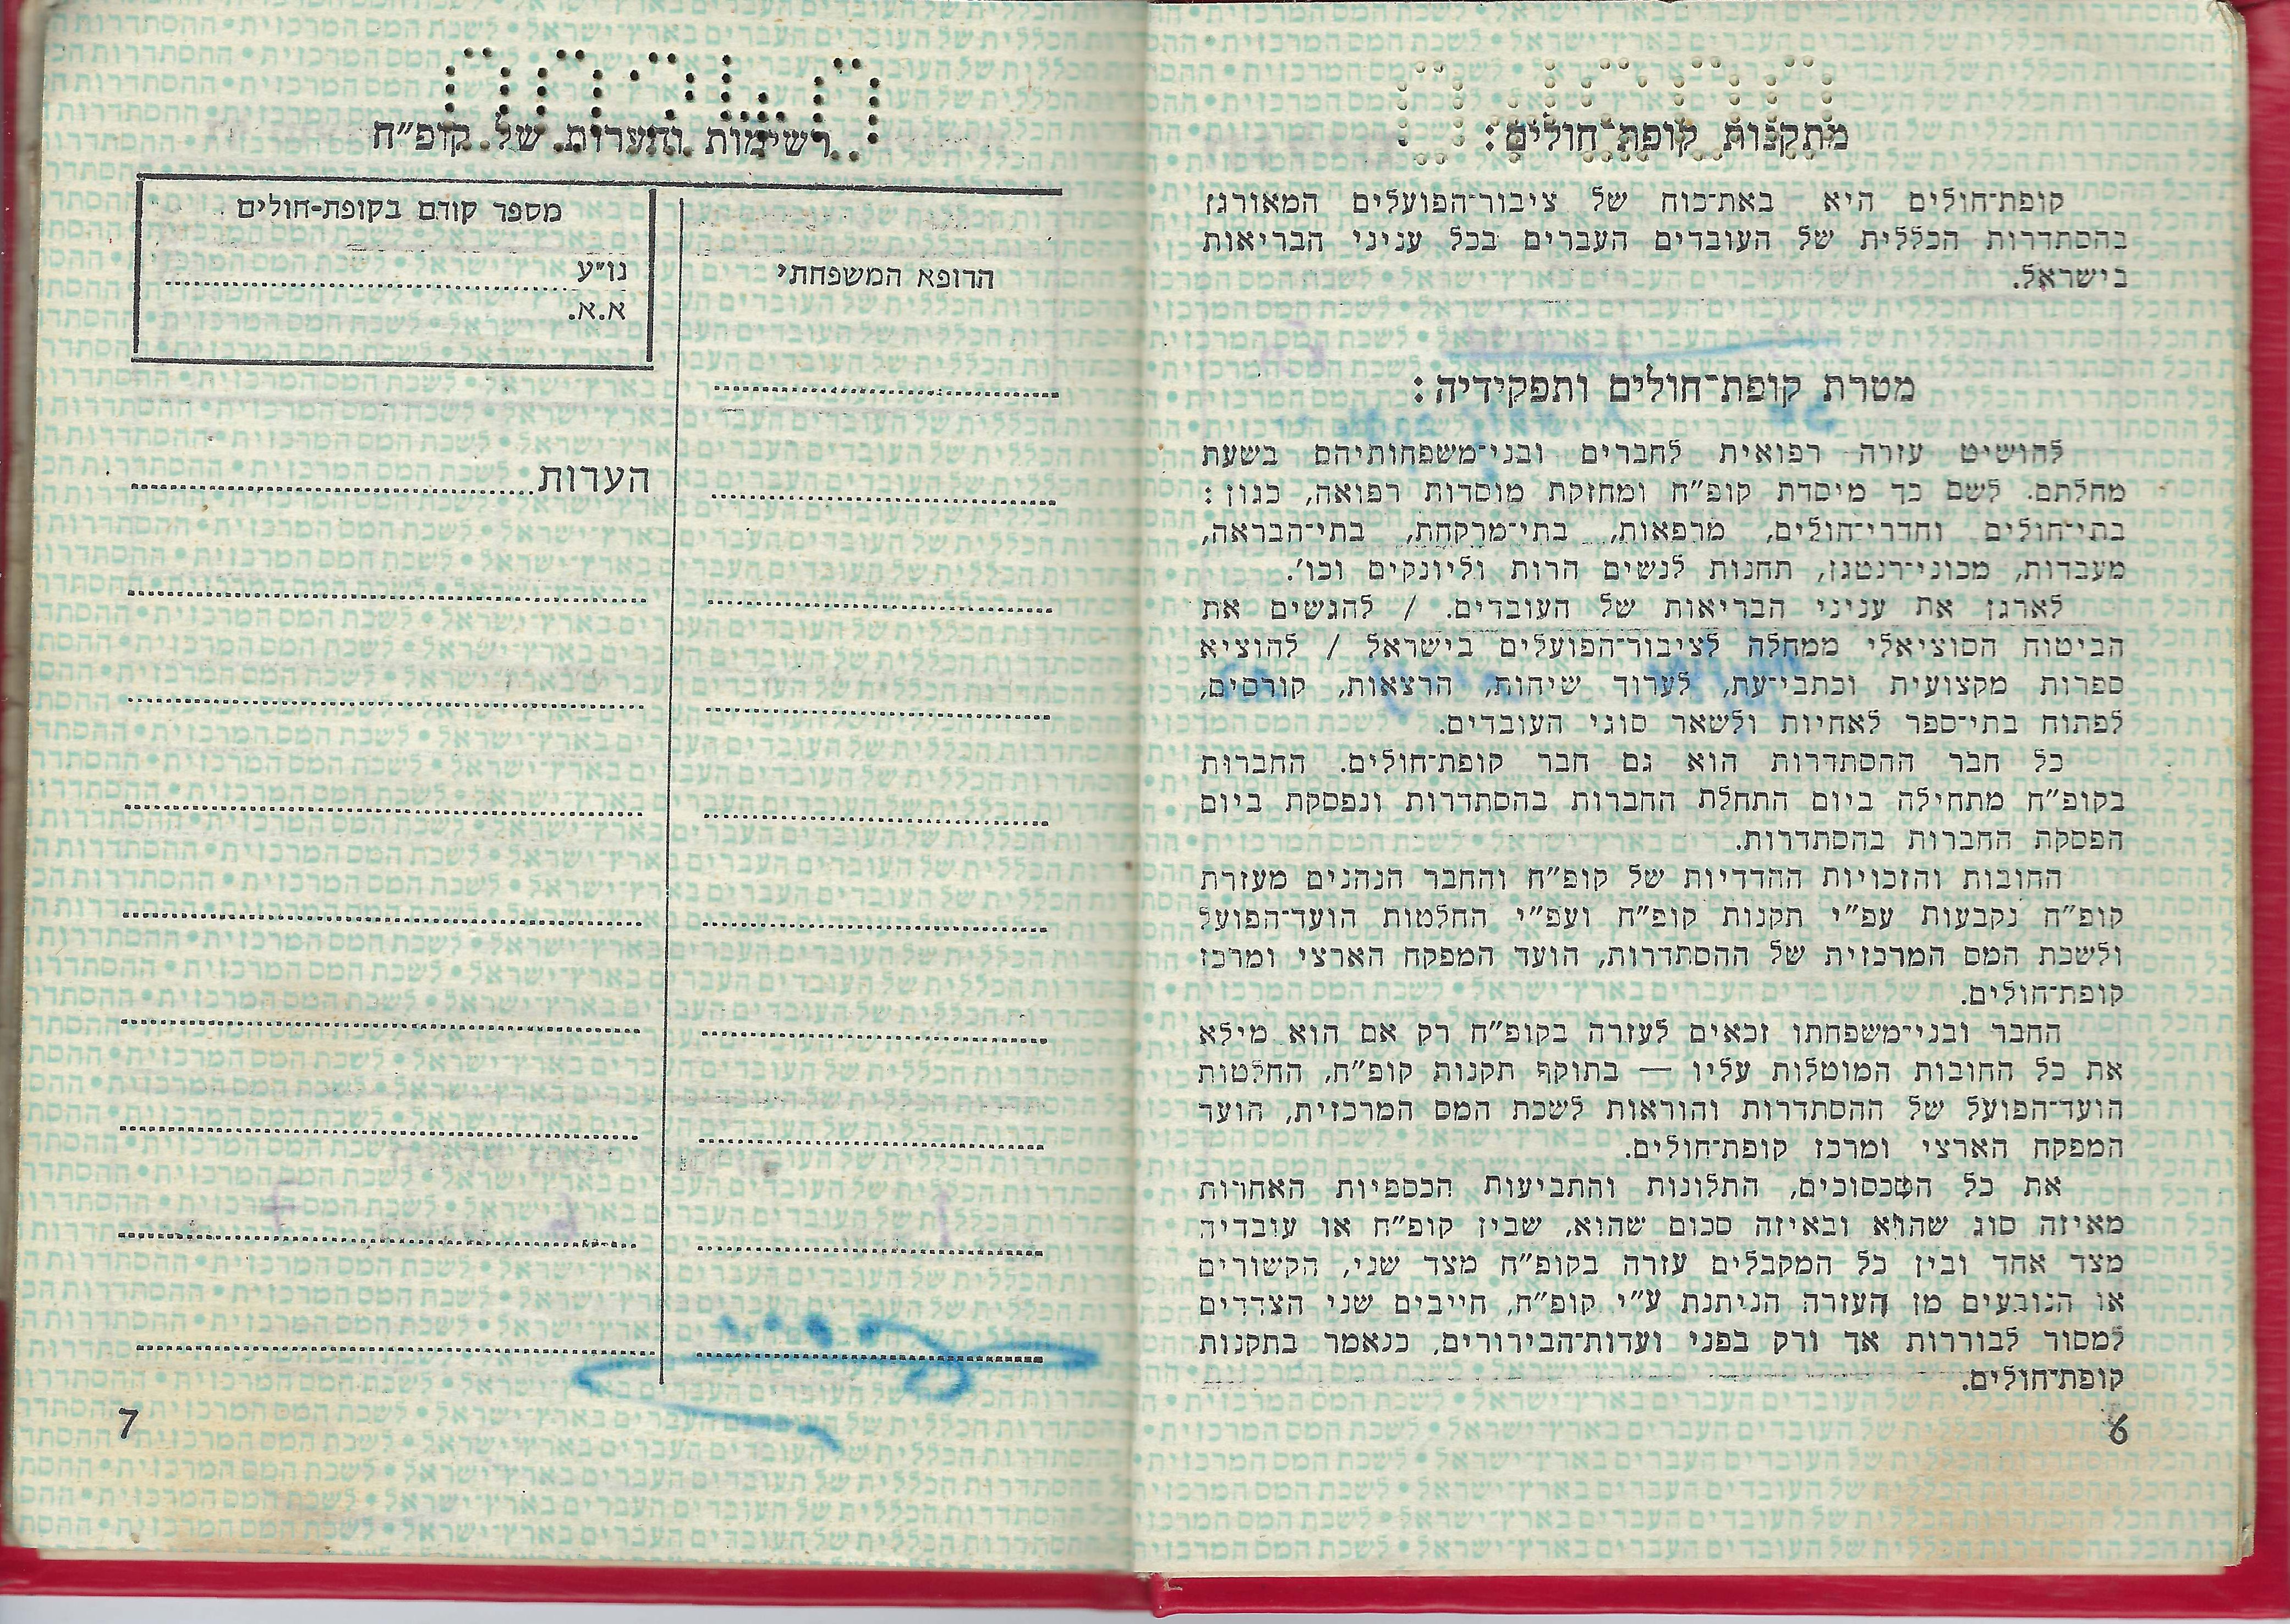 מתקנות קופת־חולים:
קופת־חולים היא באת־כוח של ציבור־הפועלים המאורגן
בהסתדרות הכללית של העובדים העברים בכל עניני הבריאות
בישראל.
מטרת קופת־חולים ותפקידיה:
להושיט עזרה רפואית לחברים ובני־משפחותיהם בשעת
מחלתם. לשם כך מיסדת קופ״ח ומחזקת מוסדות רפואה, כגון:
בתי־חולים וחדרי־חולים, מרפאות, בתי־מרקחת, בתי־הבראה,
מעבדות, מכוני־רנטגן, תחנות לנשים הרות וליונקים וכו׳.
לארגן את עניני הבריאות של העובדים. / להגשים את
הביטוח הסוציאלי ממחלה לציבור־הפועלים בישראל / להוציא
ספרות מקצועית וכתבי־עת, לערוך שיחות, הרצאות, קורסים,
לפתוח בתי־ספר לאחיות ולשאר סוגי העובדים.
כל חבר ההסתדרות הוא גם חבר קופת־חולים. החברות
בקופ״ח מתחילה ביום התחלת החברות בהסתדרות ונפסקת ביום
הפסקת החברות בהסתדרות.
החובות והזכויות ההדדיות של קופ״ח והחבר הנהנים מעזרת
קופ״ח נקבעות עפ״י תקנות קופ״ח ועפ״י החלטות הועד־הפועל
ולשכת המס המרכזית של ההסתדרות, הועד המפקח הארצי ומרכז
קופת־חולים.
החבר ובני־משפחתו זכאים לעזרה בקופ״ח רק אם הוא מילא
את כל החובות המוטלות עליו — בתוקף תקנות קופ״ח, החלטות
הועד־הפועל של ההסתדרות והוראות לשכת המס המרכזית, הועד
המפקח הארצי ומרכז קופת־חולים.
את כל הסכסוכים, התלונות והתביעות הכספיות האחרות
מאיזה סוג שהוא ובאיזה סכום שהוא, שבין קופ״ח או עובדיה
מצד אחד ובין כל המקבלים עזרה בקופ״ח מצד שני, הקשורים
או הנובעים מן העזרה הניתנת ע״י קופ״ח, חייבים שני הצדדים
למסור לבוררות אך ורק בפני ועדות־הבירורים, כנאמר בתקנות
קופת־חולים.
6
רשימות והערות של קופ״ח
הרופא המשפחתי
מספר קודם בקופת-חולים
נו״ע
א.א.
הערות
7
ההסתדרות הכללית של העובדים העברים בארץ־ישראל • לשכת המס המרכזית •